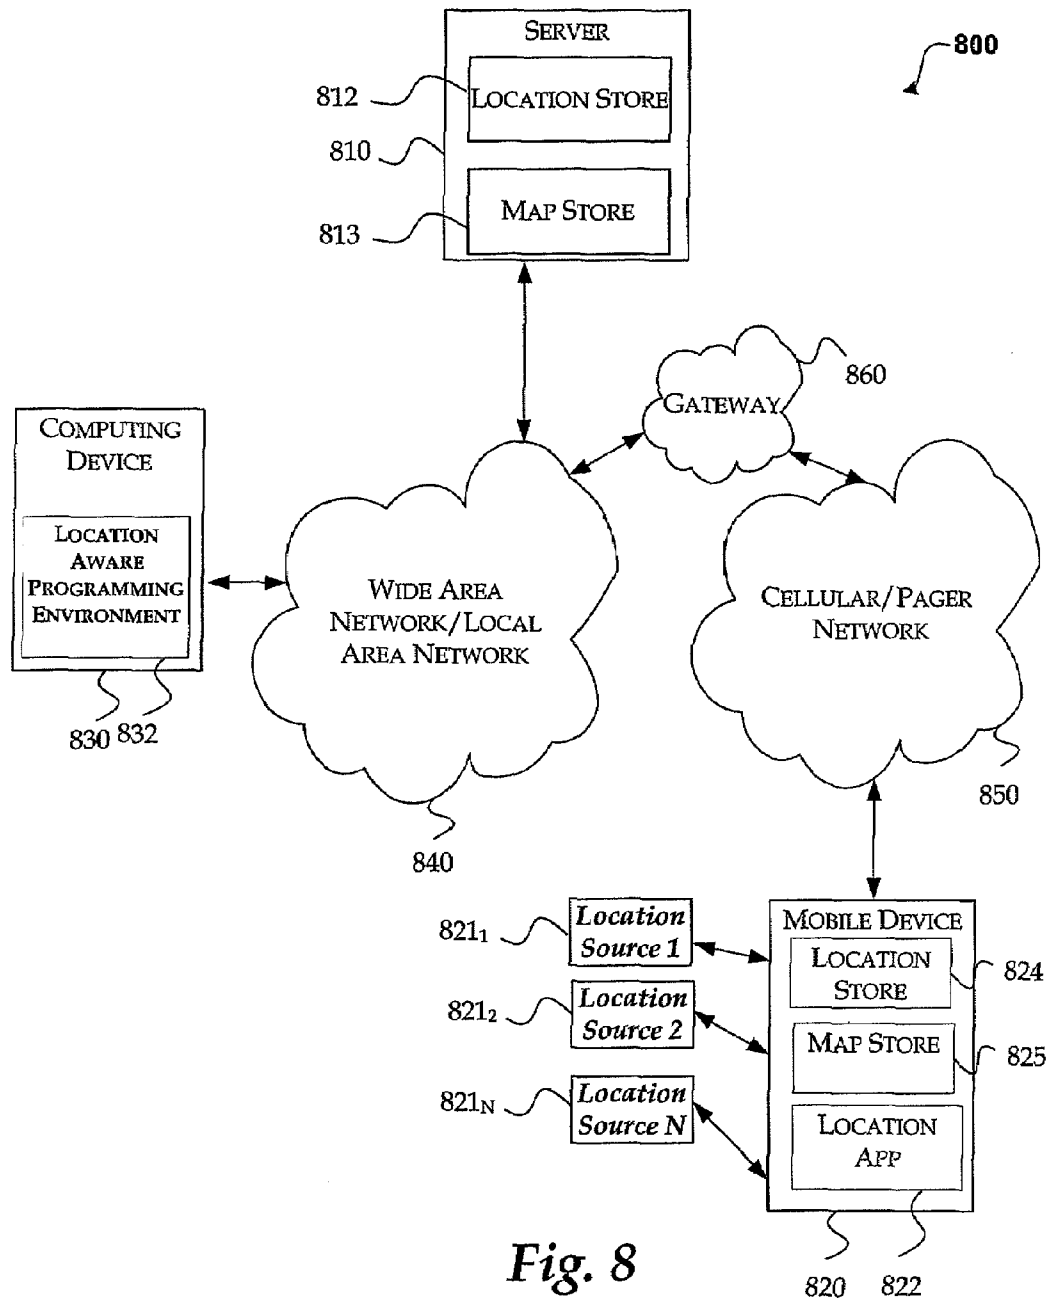 SERVER
800
812
LOCATION STORE
810
MAP STORE
813
860
GATEWAY
COMPUTING
DEVICE
LOCATION
AWARE
PROGRAMMING
ENVIRONMENT
WIDE AREA
NETWORK/LOCAL
AREA NETWORK
CELLULAR/PAGER
NETWORK
830
832
850
840
MOBILE DEVICE
821₁
Location
Source 1
LOCATION
STORE
824
821₂
Location
Source 2
MAP STORE
825
821N
Location
Source N
LOCATION
APP
820
822
Fig. 8